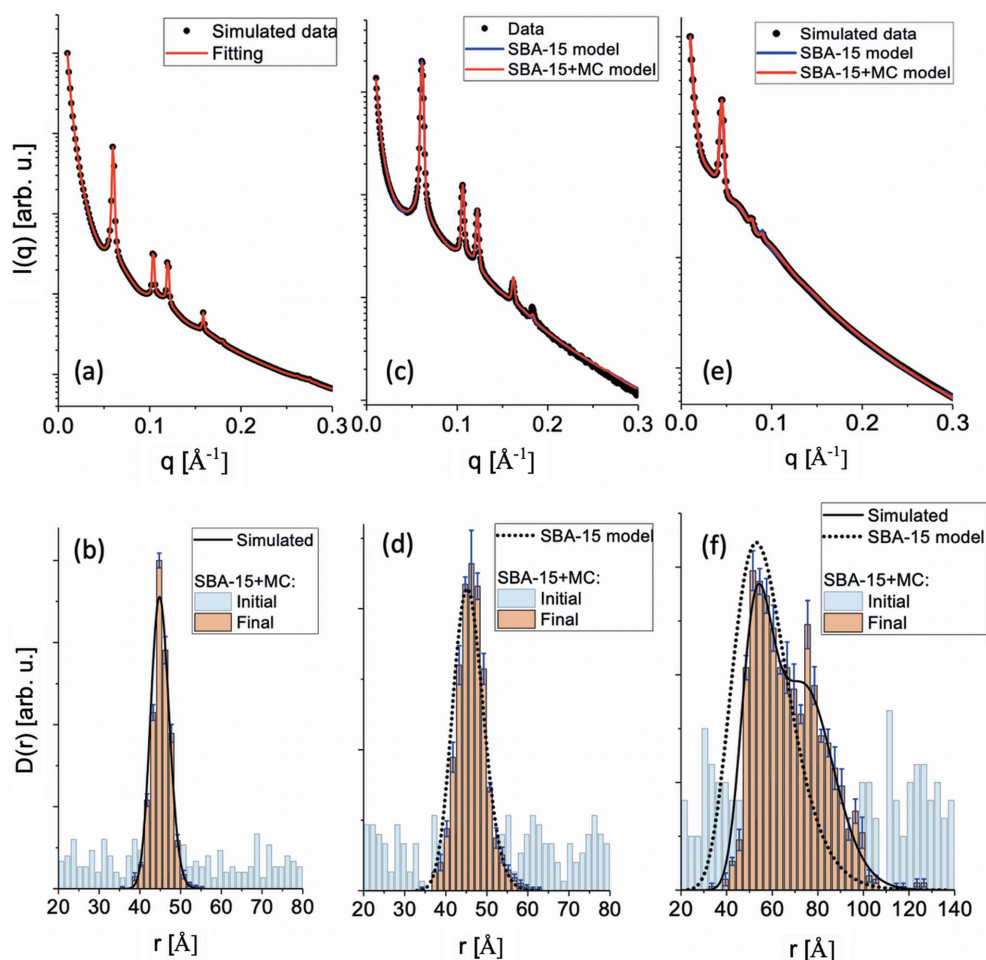 Simulated data
Fitting
Data
SBA-15 model
SBA-15+MC model
Simulated data
SBA-15 model
SBA-15+MC model
I(q) [arb. u.]
(a)
(c)
(e)
0.0 0.1 0.2 0.3
0.0 0.1 0.2 0.3
0.0 0.1 0.2 0.3
q [Å⁻¹]
q [Å⁻¹]
q [Å⁻¹]
(b)
Simulated
SBA-15+MC:
Initial
Final
(d)
SBA-15 model
SBA-15+MC:
Initial
Final
(f)
Simulated
SBA-15 model
SBA-15+MC:
Initial
Final
D(r) [arb. u.]
20 30 40 50 60 70 80
20 30 40 50 60 70 80
20 40 60 80 100 120 140
r [Å]
r [Å]
r [Å]